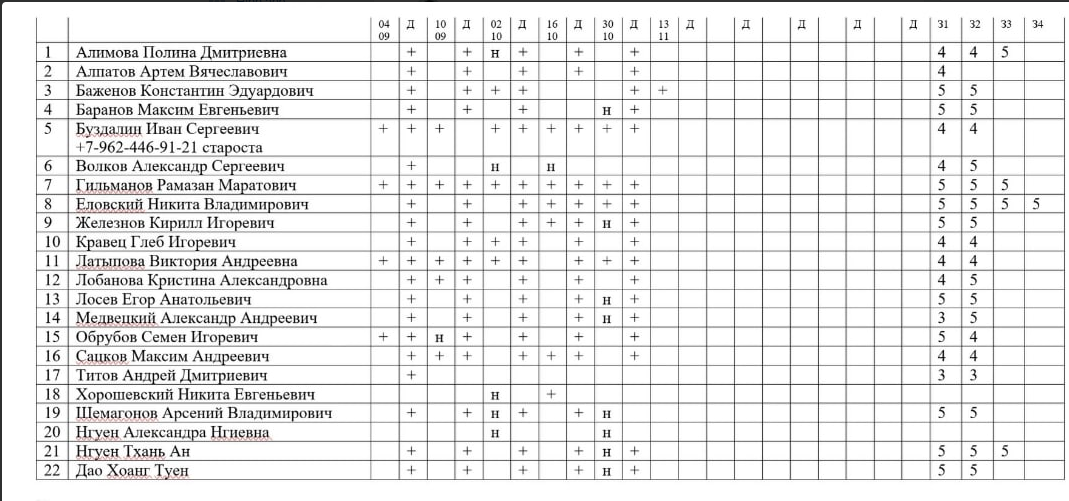 04 09 Д 10 09 Д 02 10 Д 16 10 Д 30 10 Д 13 11 Д Д Д Д Д 31 32 33 34
1 Алимова Полина Дмитриевна + + н + + + 4 4 5
2 Алпатов Артем Вячеславович + + + + + 4
3 Баженов Константин Эдуардович + + + + + + 5 5
4 Баранов Максим Евгеньевич + + + н + 5 5
5 Буздалин Иван Сергеевич + + + + + + + + + 4 4
+7-962-446-91-21 староста
6 Волков Александр Сергеевич + н н 4 5
7 Гильманов Рамазан Маратович + + + + + + + + + + 5 5 5
8 Еловский Никита Владимирович + + + + + + + 5 5 5 5
9 Железнов Кирилл Игоревич + + + + + н + 5 5
10 Кравец Глеб Игоревич + + + + + + 4 4
11 Латыпова Виктория Андреевна + + + + + + + + + 4 4
12 Лобанова Кристина Александровна + + + + + + 4 5
13 Лосев Егор Анатольевич + + + + н + 5 5
14 Медвецкий Александр Андреевич + + + + н + 3 5
15 Обрубов Семен Игоревич + + н + + + + 5 4
16 Сацков Максим Андреевич + + + + + + + 4 4
17 Титов Андрей Дмитриевич + 3 3
18 Хорошевский Никита Евгеньевич н +
19 Шемагонов Арсений Владимирович + + н + + н 5 5
20 Нгуен Александра Нгиевна н н
21 Нгуен Тхань Ан + + + + н + 5 5 5
22 Дао Хоанг Туен + + + + н + 5 5